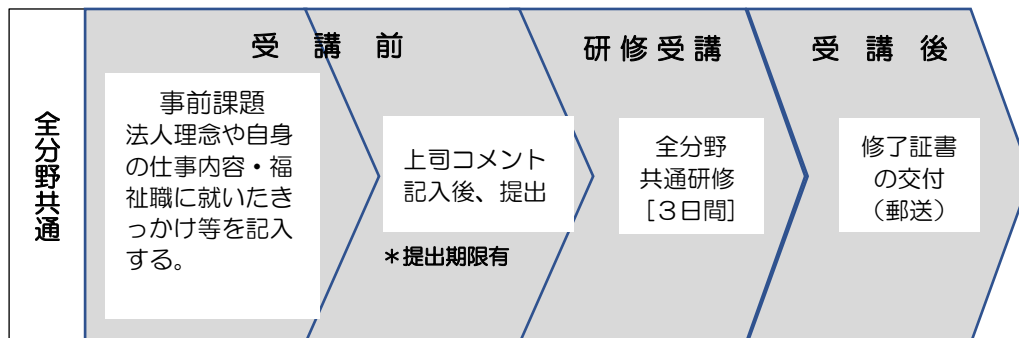 受 講 前
研修受講
受 講 後
全分野共通
事前課題
法人理念や自身
の仕事内容・福
祉職に就いたき
っかけ等を記入
する。
上司コメント
記入後、提出
＊提出期限有
全分野
共通研修
［３日間］
修了証書
の交付
（郵送）